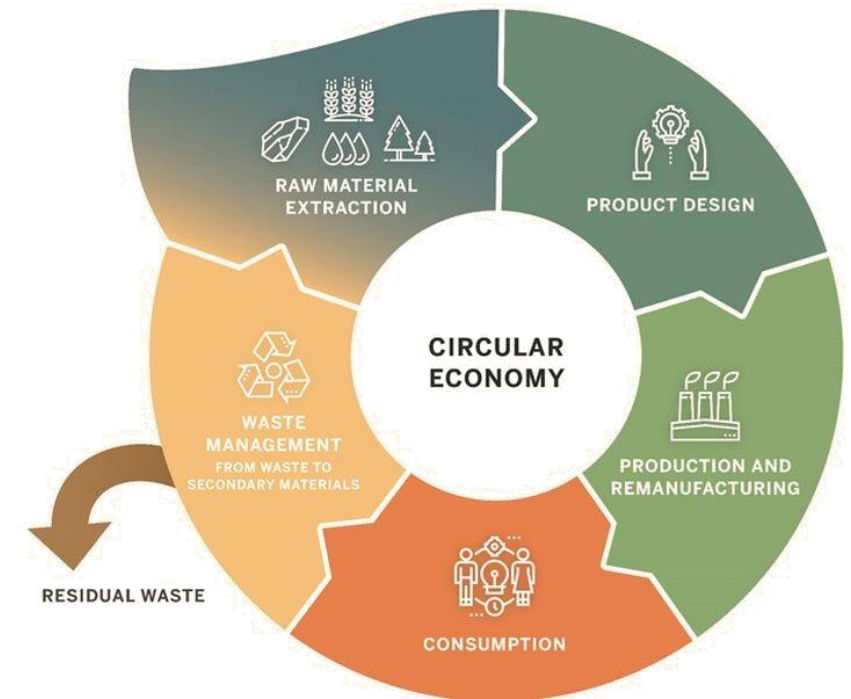 RAW MATERIAL
EXTRACTION
PRODUCT DESIGN
CIRCULAR
ECONOMY
PRODUCTION AND
REMANUFACTURING
CONSUMPTION
WASTE
MANAGEMENT
FROM WASTE TO
SECONDARY MATERIALS
RESIDUAL WASTE